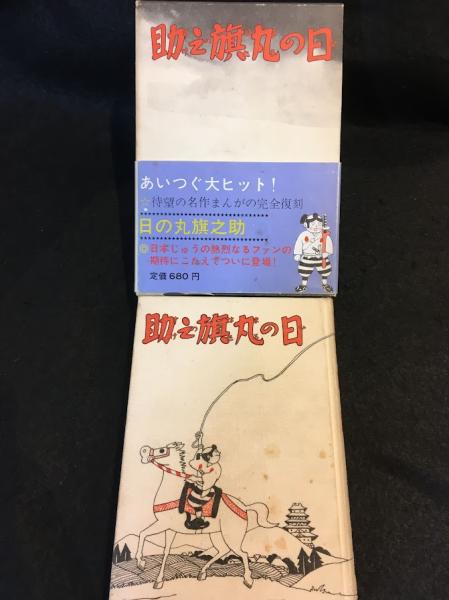 助之旗丸の日
あいつぐ大ヒット!
待望の名作まんがの完全復刻
日の丸旗之助
日本じゅうの熱烈なるファンの
期待にこたえてついに登場!
定価680円
助之旗丸の日